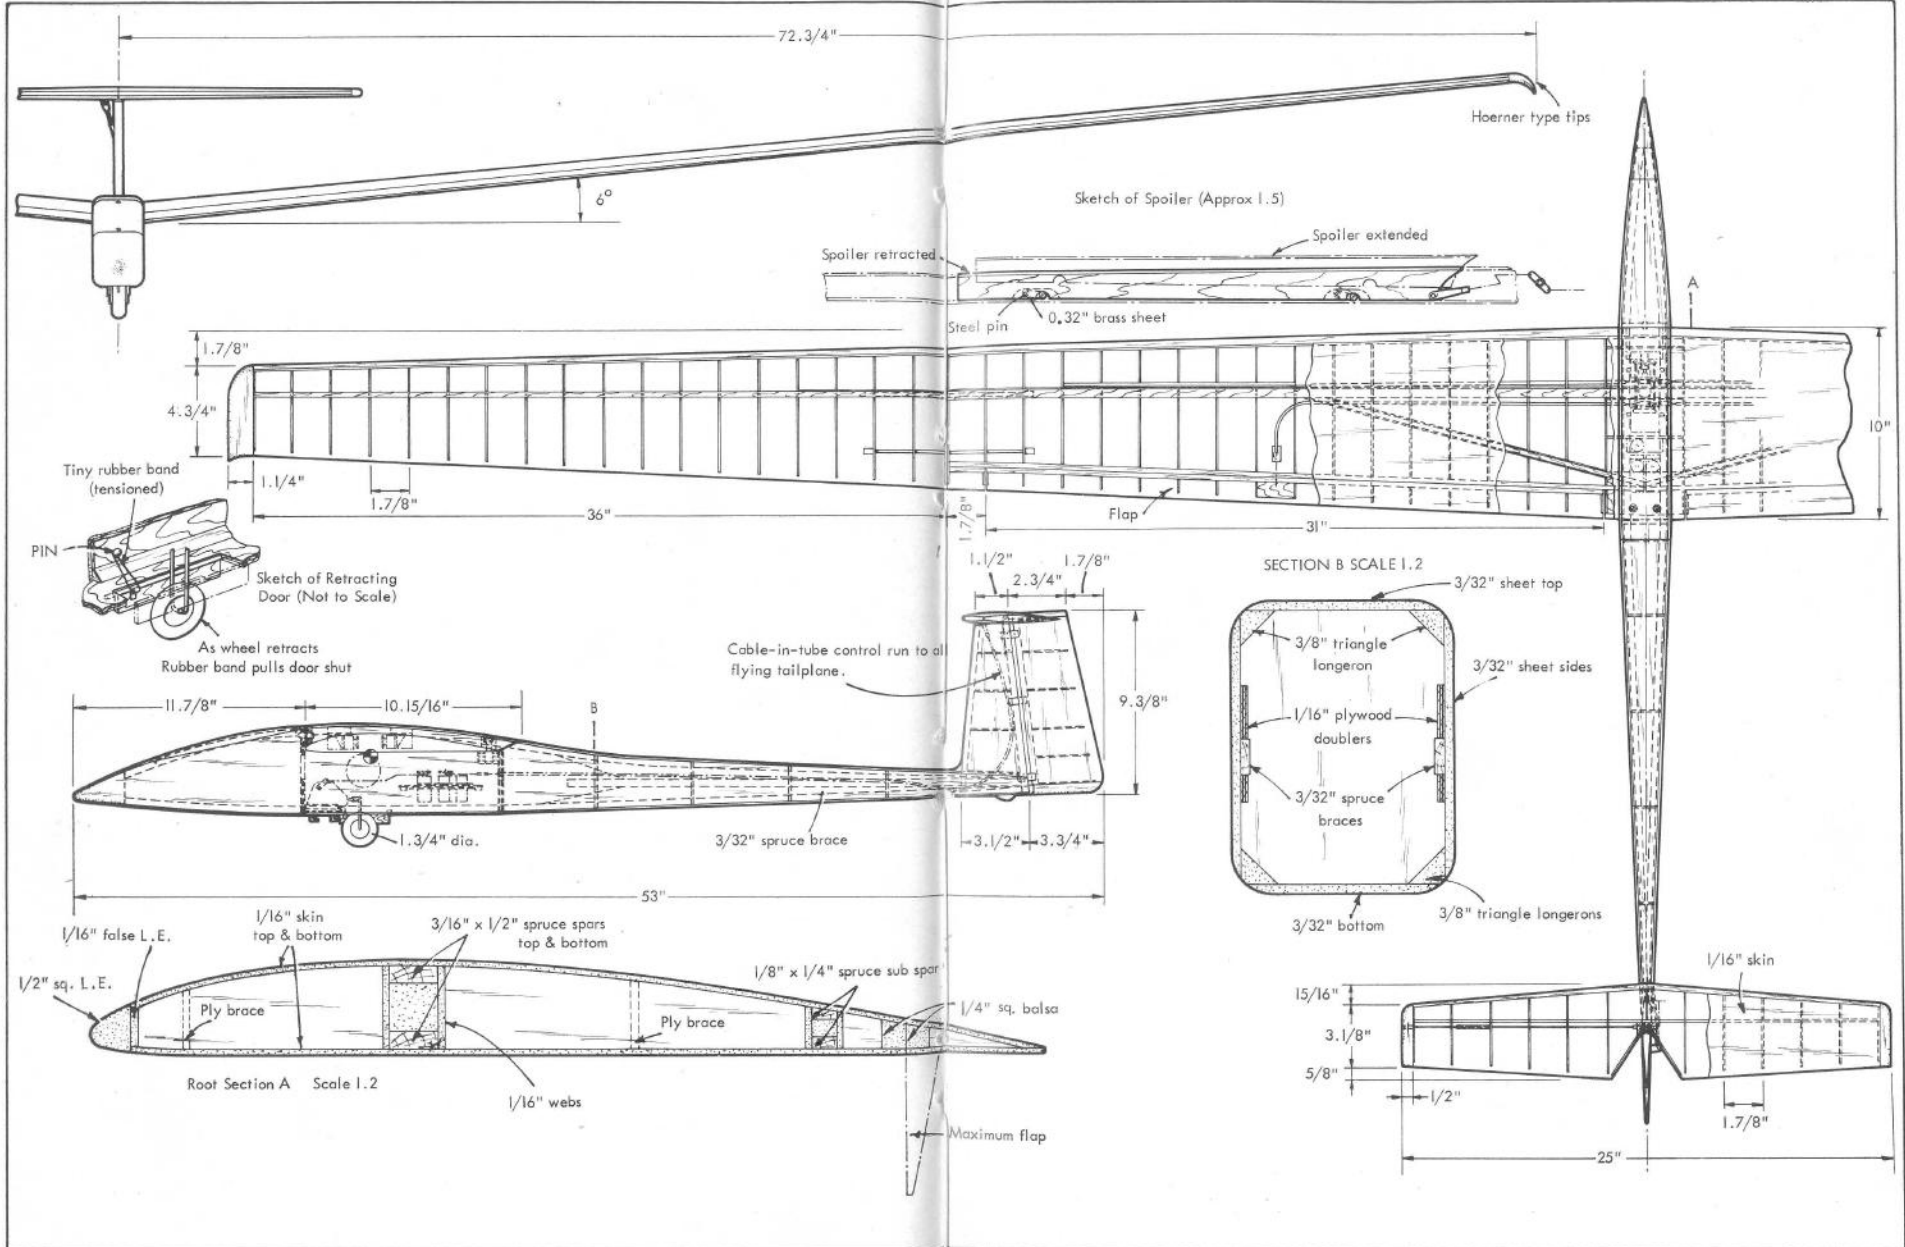 72.3/4"
Hoerner type tips
6°
Sketch of Spoiler (Approx 1.5)
Spoiler extended
Spoiler retracted
Steel pin
0.32" brass sheet
A
1.7/8"
4.3/4"
10"
Tiny rubber band
(tensioned)
1.1/4"
1.7/8"
36"
1.7/8"
Flap
31"
PIN
Sketch of Retracting
Door (Not to Scale)
As wheel retracts
Rubber band pulls door shut
1.1/2"
2.3/4"
1.7/8"
SECTION B SCALE 1.2
3/32" sheet top
3/8" triangle
longeron
3/32" sheet sides
1/16" plywood
doublers
3/32" spruce
braces
3/32" bottom
3/8" triangle longerons
Cable-in-tube control run to all
flying tailplane.
9.3/8"
11.7/8"
10.15/16"
B
1.3/4" dia.
3/32" spruce brace
3.1/2"
3.3/4"
53"
1/16" false L.E.
1/16" skin
top & bottom
3/16" x 1/2" spruce spars
top & bottom
1/2" sq. L.E.
1/8" x 1/4" spruce sub spar
1/4" sq. balsa
Ply brace
Ply brace
Root Section A Scale 1.2
1/16" webs
Maximum flap
1/16" skin
15/16"
3.1/8"
5/8"
1/2"
1.7/8"
25"